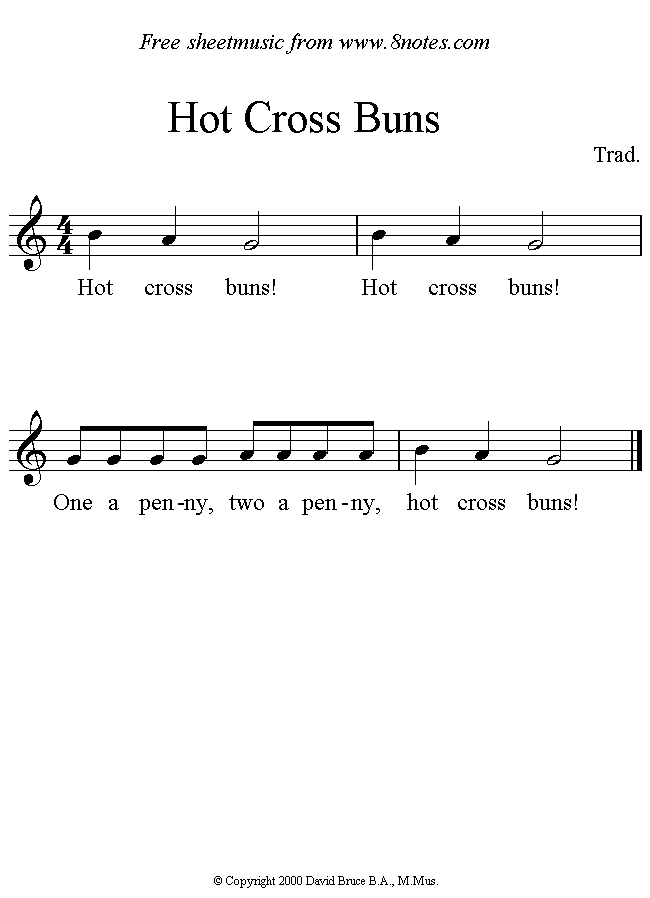 Free sheetmusic from www.8notes.com
Hot Cross Buns
Trad.
4
4
Hot cross buns! Hot cross buns!
One a pen-ny, two a pen-ny, hot cross buns!
© Copyright 2000 David Bruce B.A., M.Mus.